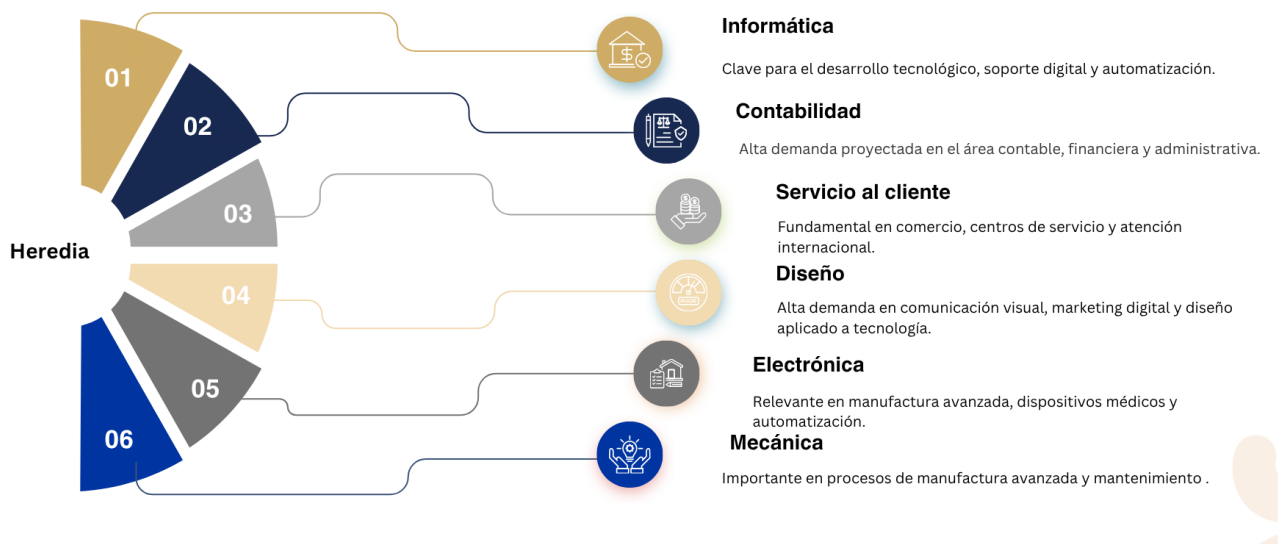 Heredia
01
Informática
Clave para el desarrollo tecnológico, soporte digital y automatización.
02
Contabilidad
Alta demanda proyectada en el área contable, financiera y administrativa.
03
Servicio al cliente
Fundamental en comercio, centros de servicio y atención
internacional.
04
Diseño
Alta demanda en comunicación visual, marketing digital y diseño
aplicado a tecnología.
05
Electrónica
Relevante en manufactura avanzada, dispositivos médicos y
automatización.
06
Mecánica
Importante en procesos de manufactura avanzada y mantenimiento .